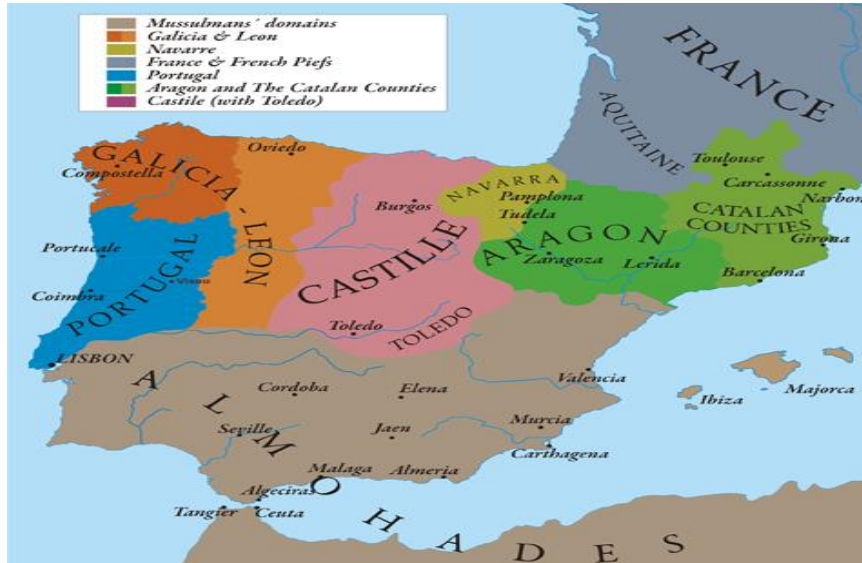 Mussulmans´ domains
Galicia & Leon
Navarre
France & French Piefs
Portugal
Aragon and The Catalan Counties
Castile (with Toledo)
FRANCE
AQUITAINE
GALICIA - LEON
Compostella
Oviedo
Burgos
NAVARRA
Pamplona
Tudela
Toulouse
Carcassonne
Narbon
CATALAN
COUNTIES
Girona
Portucale
PORTUGAL
Viseu
Coimbra
CASTILLE
ARAGON
Zaragoza
Lerida
Barcelona
Toledo
TOLEDO
LISBON
ALMOHADES
Cordoba
Elena
Valencia
Ibiza
Majorca
Seville
Jaen
Murcia
Carthagena
Malaga
Almeria
Algeciras
Tangier
Ceuta